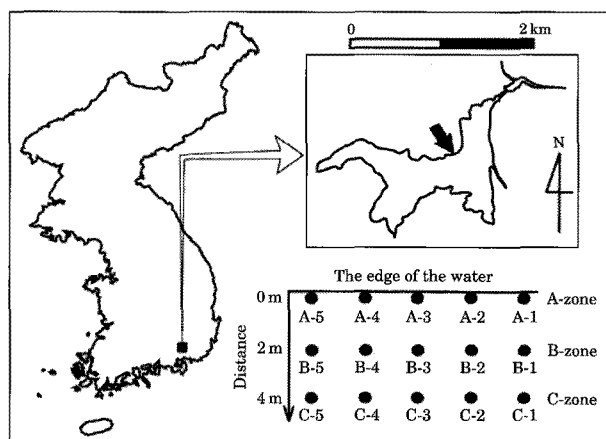 0 2 km
N
The edge of the water
0 m A-zone
A-5 A-4 A-3 A-2 A-1
2 m B-zone
B-5 B-4 B-3 B-2 B-1
4 m C-zone
C-5 C-4 C-3 C-2 C-1
Distance